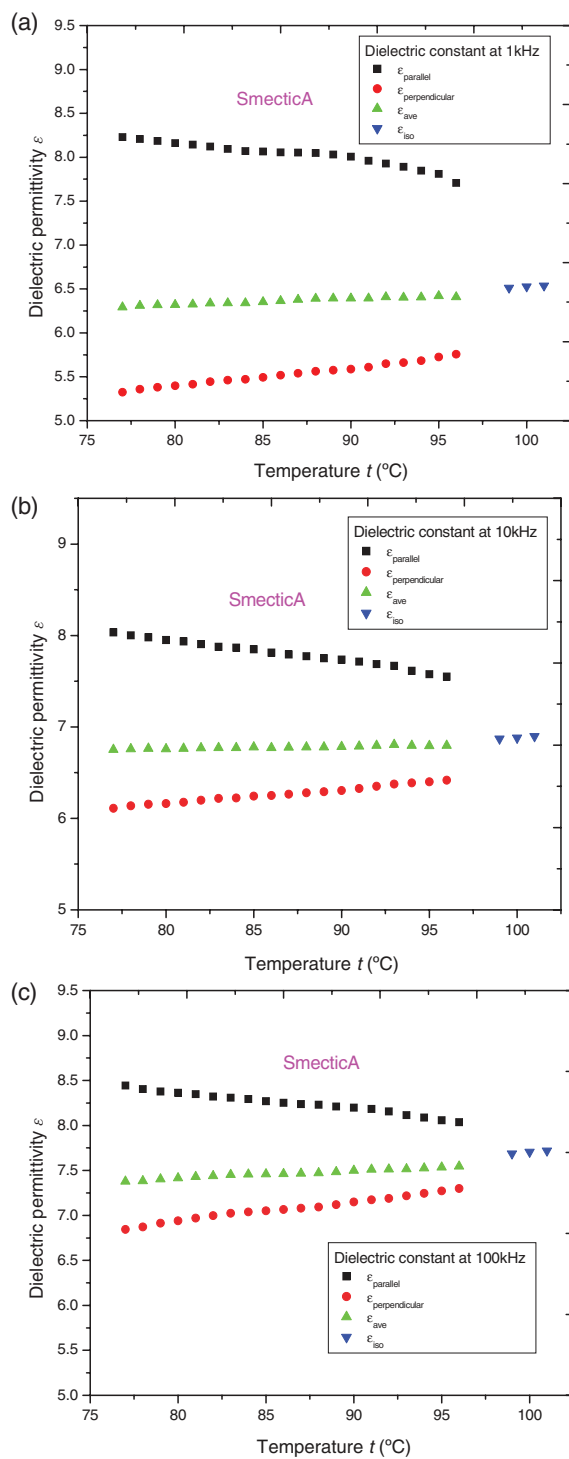 (a)
9.5
9.0
8.5
8.0
7.5
7.0
6.5
6.0
5.5
5.0
Dielectric permittivity ε
Dielectric constant at 1kHz
εparallel
εperpendicular
εave
εiso
SmecticA
75 80 85 90 95 100
Temperature t (ºC)
(b)
9
8
7
6
5
Dielectric permittivity ε
Dielectric constant at 10kHz
εparallel
εperpendicular
εave
εiso
SmecticA
75 80 85 90 95 100
Temperature t (ºC)
(c)
9.5
9.0
8.5
8.0
7.5
7.0
6.5
6.0
5.5
5.0
Dielectric permittivity ε
SmecticA
Dielectric constant at 100kHz
εparallel
εperpendicular
εave
εiso
75 80 85 90 95 100
Temperature t (ºC)